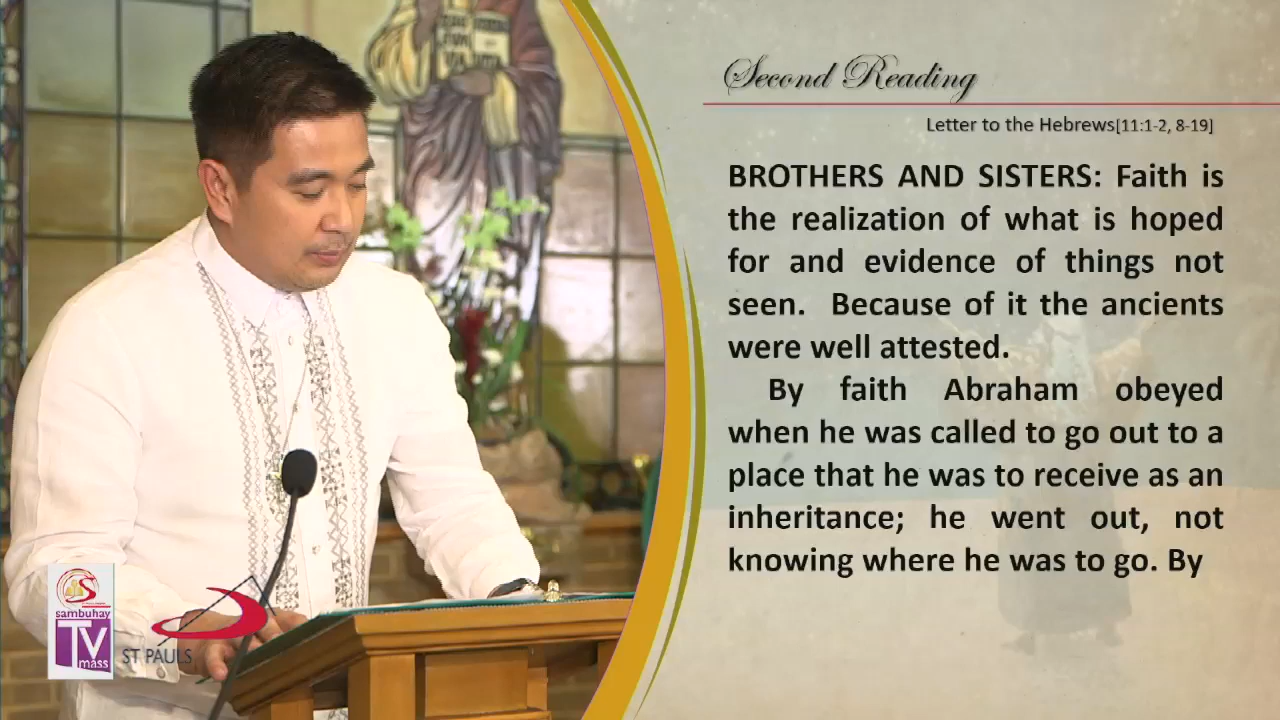 Second Reading
Letter to the Hebrews[11:1-2, 8-19]
BROTHERS AND SISTERS: Faith is
the realization of what is hoped
for and evidence of things not
seen. Because of it the ancients
were well attested.
By faith Abraham obeyed
when he was called to go out to a
place that he was to receive as an
inheritance; he went out, not
knowing where he was to go. By
sambuhay
TV
mass
ST PAULS